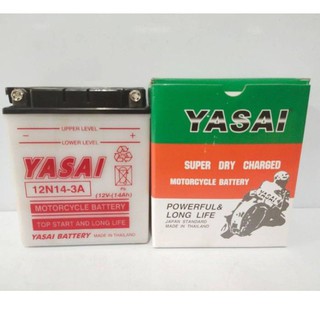 UPPER LEVEL
LOWER LEVEL
YASAI
12N14-3A
(12V-(14Ah)
MOTORCYCLE BATTERY
TOP START AND LONG LIFE
YASAI BATTERY
MADE IN THAILAND
YASAI
SUPER DRY CHARGED
MOTORCYCLE BATTERY
POWERFUL&
LONG LIFE
JAPAN STANDARD
MADE IN THAILAND